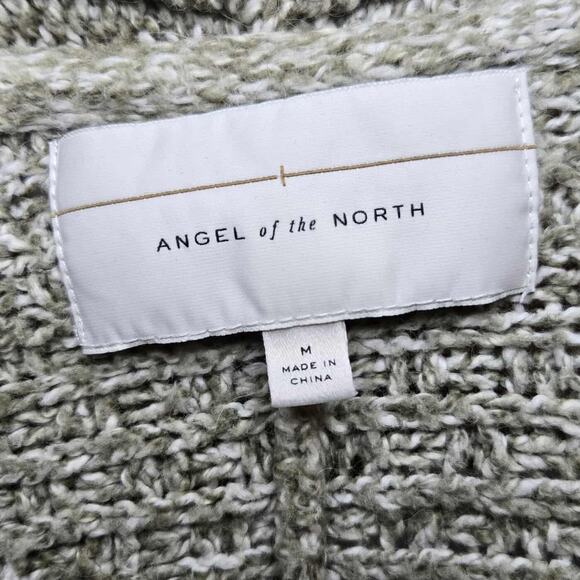 ANGEL of the NORTH
M
MADE IN
CHINA